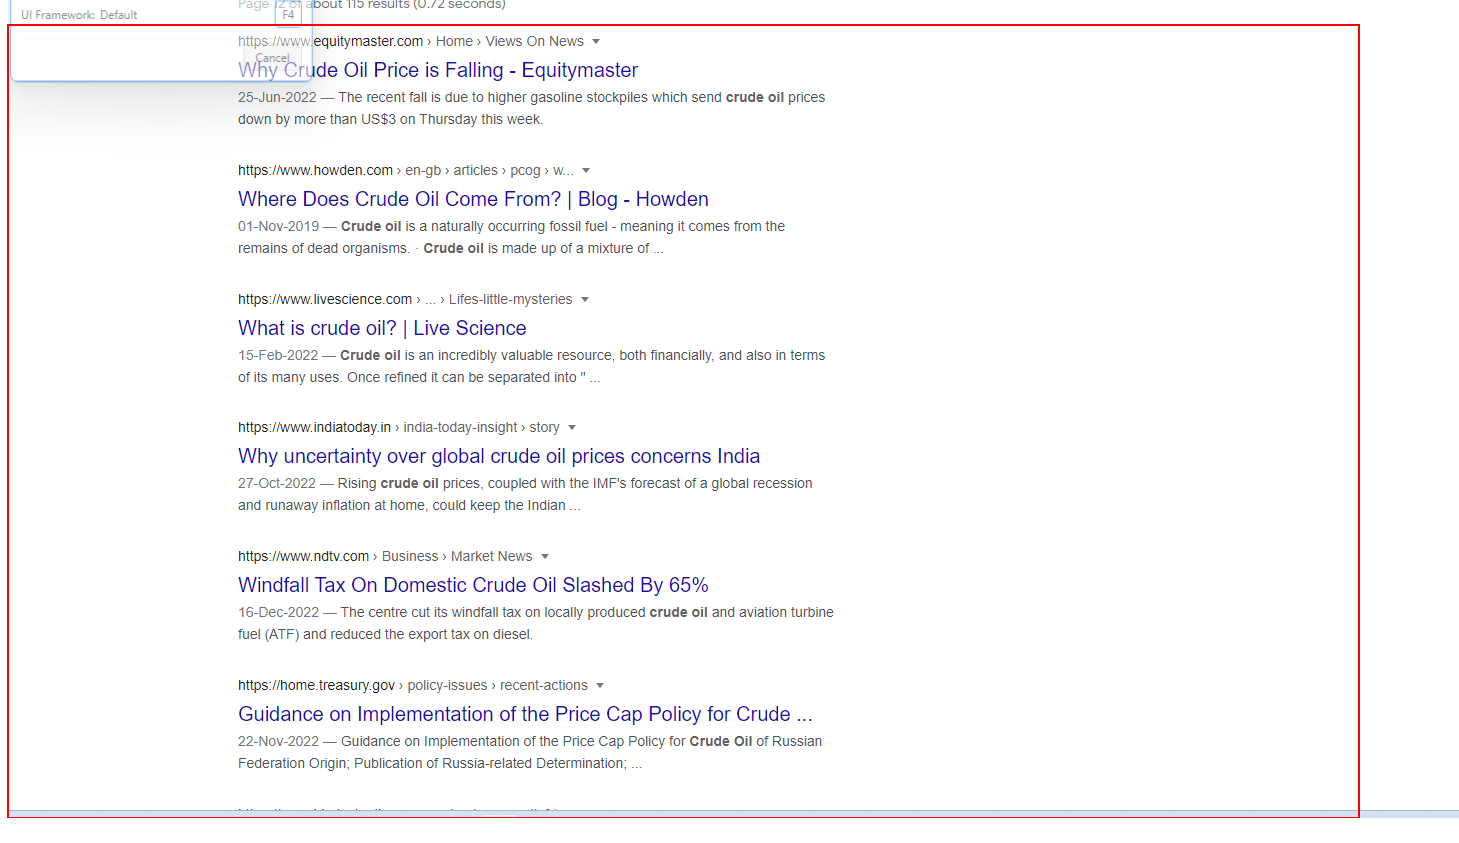 UI Framework: Default
F4
Page 12 of about 115 results (0.72 seconds)
Cancel
https://www.equitymaster.com › Home › Views On News
Why Crude Oil Price is Falling - Equitymaster
25-Jun-2022 — The recent fall is due to higher gasoline stockpiles which send crude oil prices
down by more than US$3 on Thursday this week.
https://www.howden.com › en-gb › articles › pcog › w...
Where Does Crude Oil Come From? | Blog - Howden
01-Nov-2019 — Crude oil is a naturally occurring fossil fuel - meaning it comes from the
remains of dead organisms. · Crude oil is made up of a mixture of ...
https://www.livescience.com › ... › Lifes-little-mysteries
What is crude oil? | Live Science
15-Feb-2022 — Crude oil is an incredibly valuable resource, both financially, and also in terms
of its many uses. Once refined it can be separated into " ...
https://www.indiatoday.in › india-today-insight › story
Why uncertainty over global crude oil prices concerns India
27-Oct-2022 — Rising crude oil prices, coupled with the IMF's forecast of a global recession
and runaway inflation at home, could keep the Indian ...
https://www.ndtv.com › Business › Market News
Windfall Tax On Domestic Crude Oil Slashed By 65%
16-Dec-2022 — The centre cut its windfall tax on locally produced crude oil and aviation turbine
fuel (ATF) and reduced the export tax on diesel.
https://home.treasury.gov › policy-issues › recent-actions
Guidance on Implementation of the Price Cap Policy for Crude ...
22-Nov-2022 — Guidance on Implementation of the Price Cap Policy for Crude Oil of Russian
Federation Origin; Publication of Russia-related Determination; ...